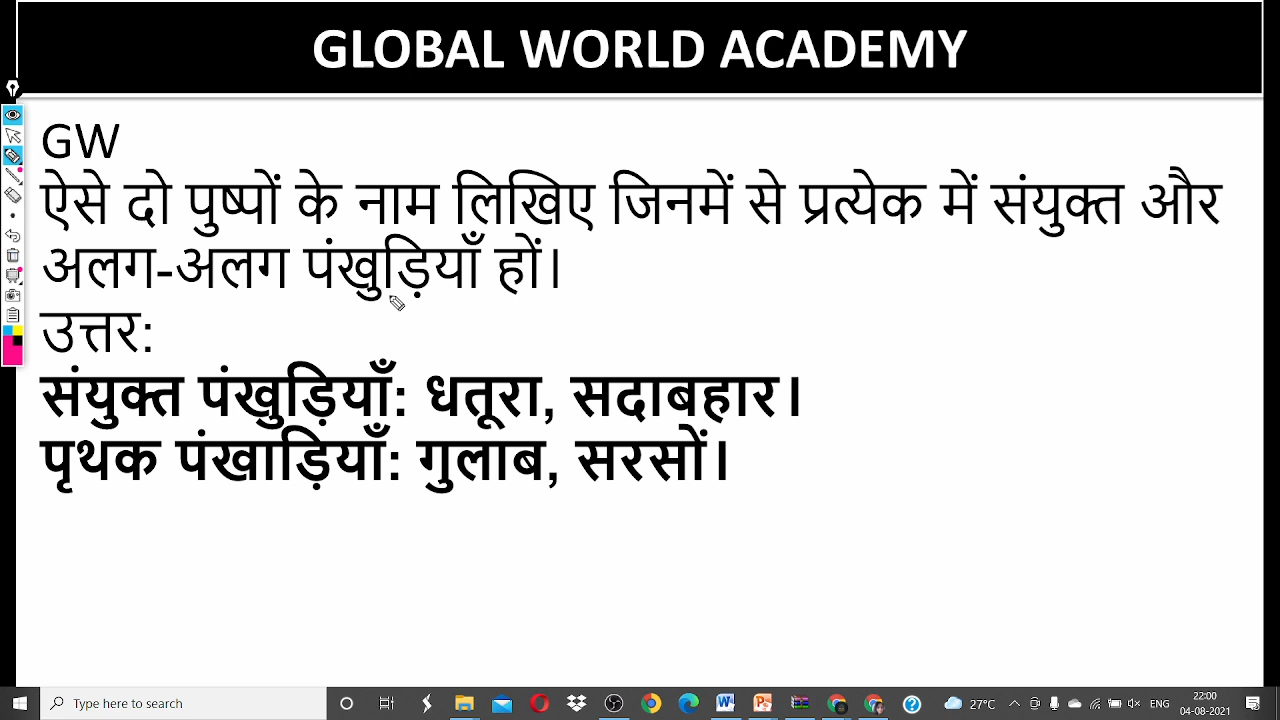 GLOBAL WORLD ACADEMY
GW
ऐसे दो पुष्पों के नाम लिखिए जिनमें से प्रत्येक में संयुक्त और
अलग-अलग पंखुड़ियाँ हों।
उत्तर:
संयुक्त पंखुड़ियाँ: धतूरा, सदाबहार।
पृथक पंखाड़ियाँ: गुलाब, सरसों।
Type here to search
27°C
ENG
22:00
04-08-2021